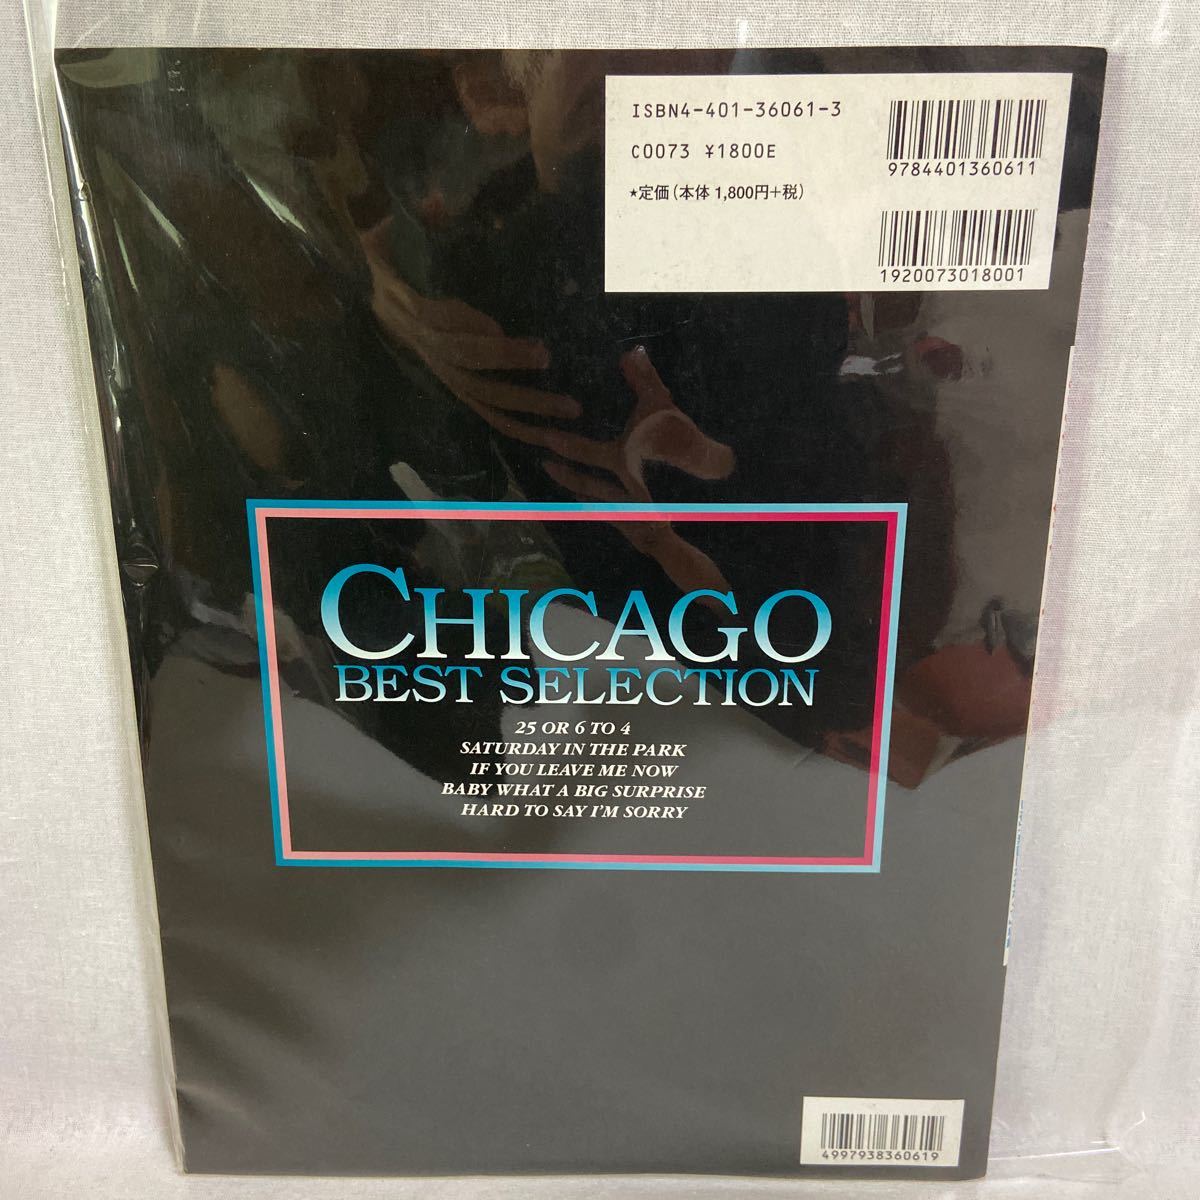 ISBN4-401-36061-3
C0073 ¥1800E
★定価(本体 1,800円+税)
9784401360611
1920073018001
CHICAGO
BEST SELECTION
25 OR 6 TO 4
SATURDAY IN THE PARK
IF YOU LEAVE ME NOW
BABY WHAT A BIG SURPRISE
HARD TO SAY I'M SORRY
4997938360619